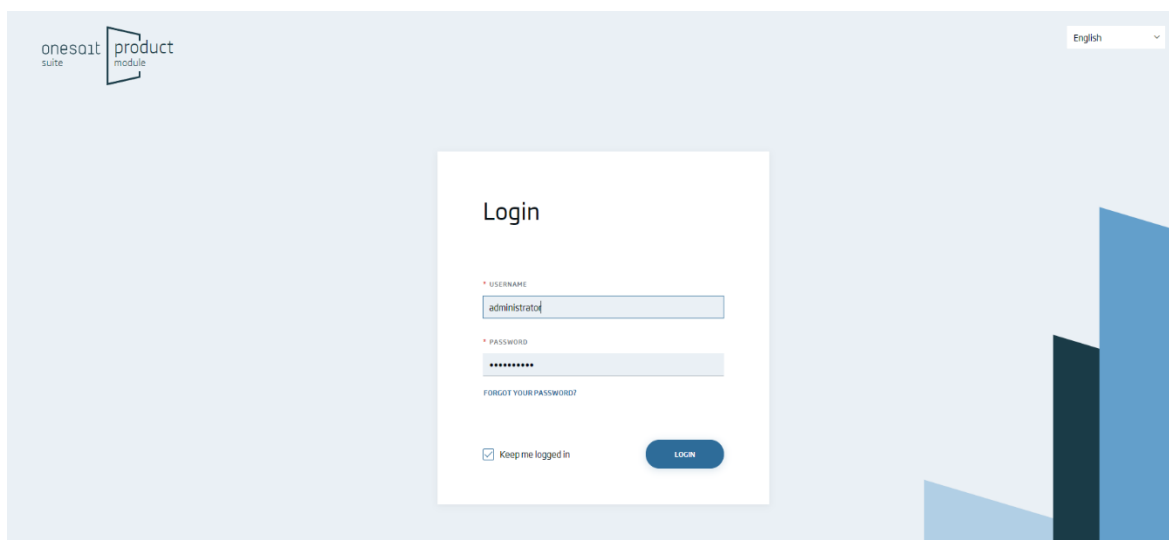 onesait product
suite module
English
Login
* USERNAME
administrator
* PASSWORD
••••••••••
FORGOT YOUR PASSWORD?
Keep me logged in
LOGIN